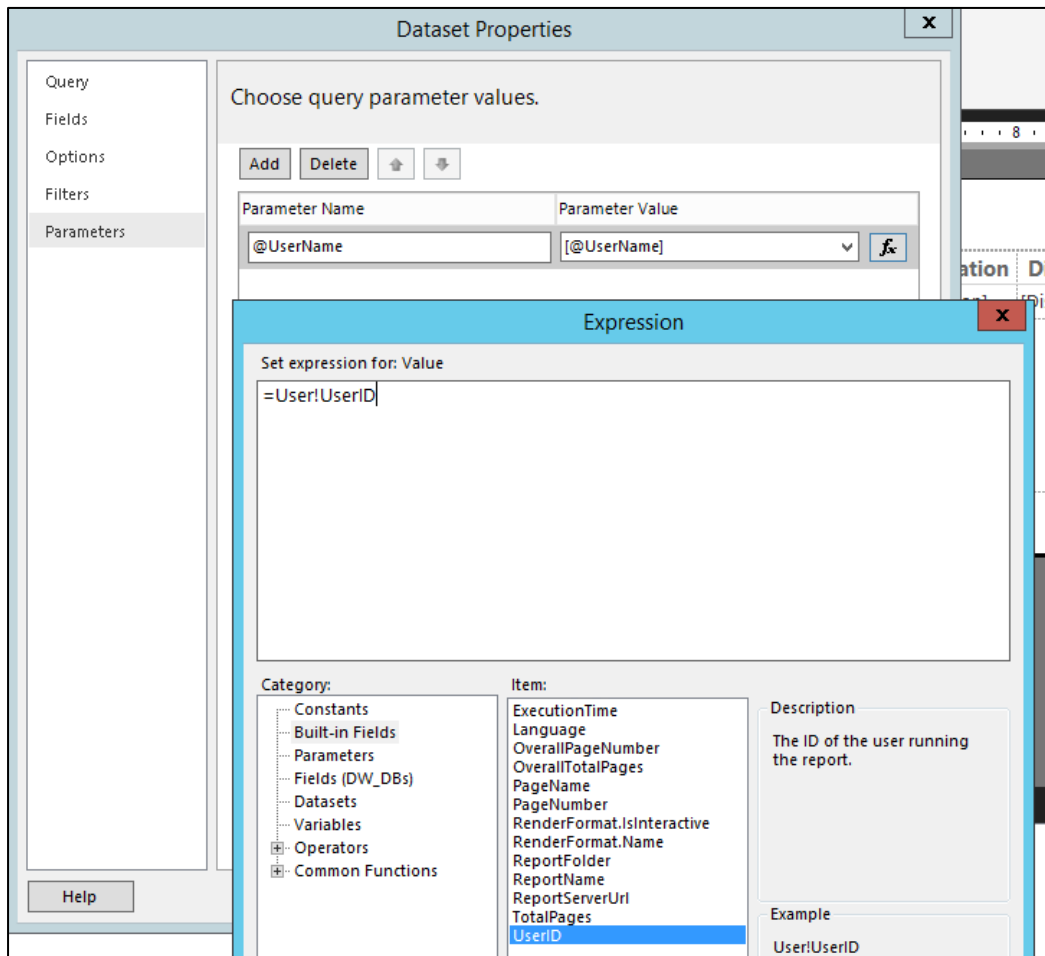 Dataset Properties
x
Query
Fields
Options
Filters
Parameters
Choose query parameter values.
Add
Delete
Parameter Name
Parameter Value
@UserName
[@UserName]
fx
8
ation
D
Expression
x
Set expression for: Value
=User!UserID
Category:
Constants
Built-in Fields
Parameters
Fields (DW_DBs)
Datasets
Variables
Operators
Common Functions
Item:
ExecutionTime
Language
OverallPageNumber
OverallTotalPages
PageName
PageNumber
RenderFormat.IsInteractive
RenderFormat.Name
ReportFolder
ReportName
ReportServerUrl
TotalPages
UserID
Description
The ID of the user running
the report.
Example
User!UserID
Help